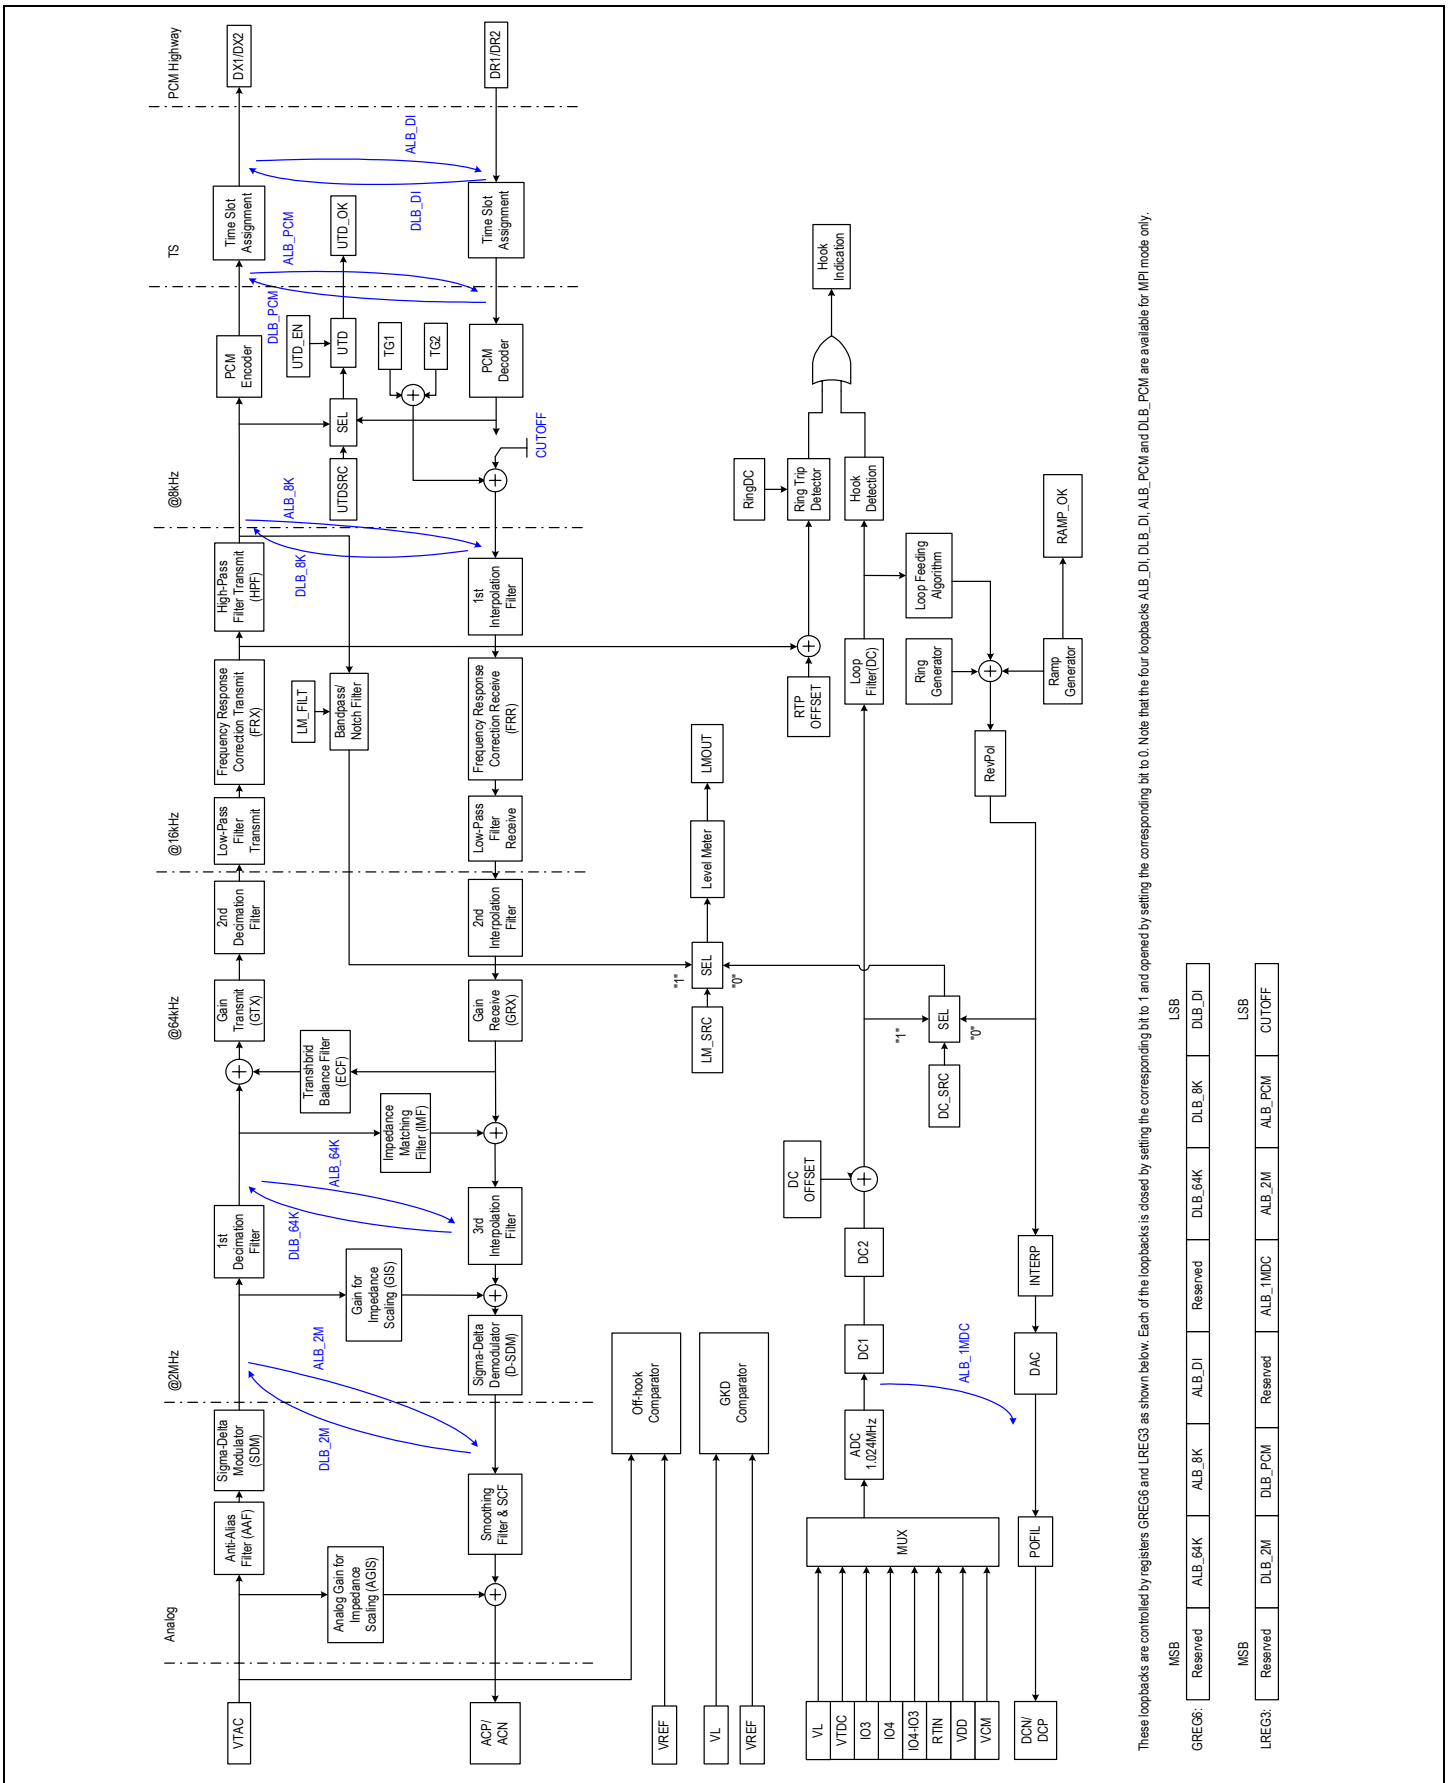 PCM Highway
TS
@8kHz
@16kHz
@64kHz
@2MHz
Analog
VTAC
Anti-Alias
Filter (AAF)
Sigma-Delta
Modulator
(SDM)
1st
Decimation
Filter
Gain
Transmit
(GTX)
2nd
Decimation
Filter
Low-Pass
Filter
Transmit
Frequency Response
Correction Transmit
(FRX)
High-Pass
Filter Transmit
(HPF)
PCM
Encoder
Time Slot
Assignment
DX1/DX2
Analog Gain for
Impedance
Scaling (AGIS)
DLB_2M
ALB_2M
Gain for
Impedance
Scaling (GIS)
DLB_64K
ALB_64K
Impedance
Matching
Filter (IMF)
Transhbrid
Balance Filter
(ECF)
LM_FILT
Bandpass/
Notch Filter
DLB_8K
ALB_8K
UTDSRC
SEL
UTD_EN
UTD
UTD_OK
TG1
TG2
CUTOFF
DLB_PCM
ALB_PCM
DLB_DI
ALB_DI
ACP/
ACN
Smoothing
Filter & SCF
Sigma-Delta
Demodulator
(D-SDM)
3rd
Interpolation
Filter
Gain
Receive
(GRX)
2nd
Interpolation
Filter
Low-Pass
Filter
Receive
Frequency Response
Correction Receive
(FRR)
1st
Interpolation
Filter
PCM
Decoder
Time Slot
Assignment
DR1/DR2
VREF
Off-hook
Comparator
VL
VREF
GKD
Comparator
LM_SRC
"1"
SEL
"0"
Level Meter
LMOUT
VL
VTDC
IO3
IO4
IO4-IO3
RTIN
VDD
VCM
MUX
ADC
1.024MHz
DC1
DC2
DC
OFFSET
ALB_1MDC
DC_SRC
"1"
SEL
"0"
RTP
OFFSET
Loop
Filter(DC)
RingDC
Ring Trip
Detector
Hook
Detection
Hook
Indication
Loop Feeding
Algorithm
Ring
Generator
Ramp
Generator
RAMP_OK
RevPol
INTERP
DAC
POFIL
DCN/
DCP
These loopbacks are controlled by registers GREG6 and LREG3 as shown below. Each of the loopbacks is closed by setting the corresponding bit to 1 and opened by setting the corresponding bit to 0. Note that the four loopbacks ALB_DI, DLB_DI, ALB_PCM and DLB_PCM are available for MPI mode only.
MSB LSB
GREG6: Reserved ALB_64K ALB_8K ALB_DI Reserved DLB_64K DLB_8K DLB_DI
MSB LSB
LREG3: Reserved DLB_2M DLB_PCM Reserved ALB_1MDC ALB_2M ALB_PCM CUTOFF